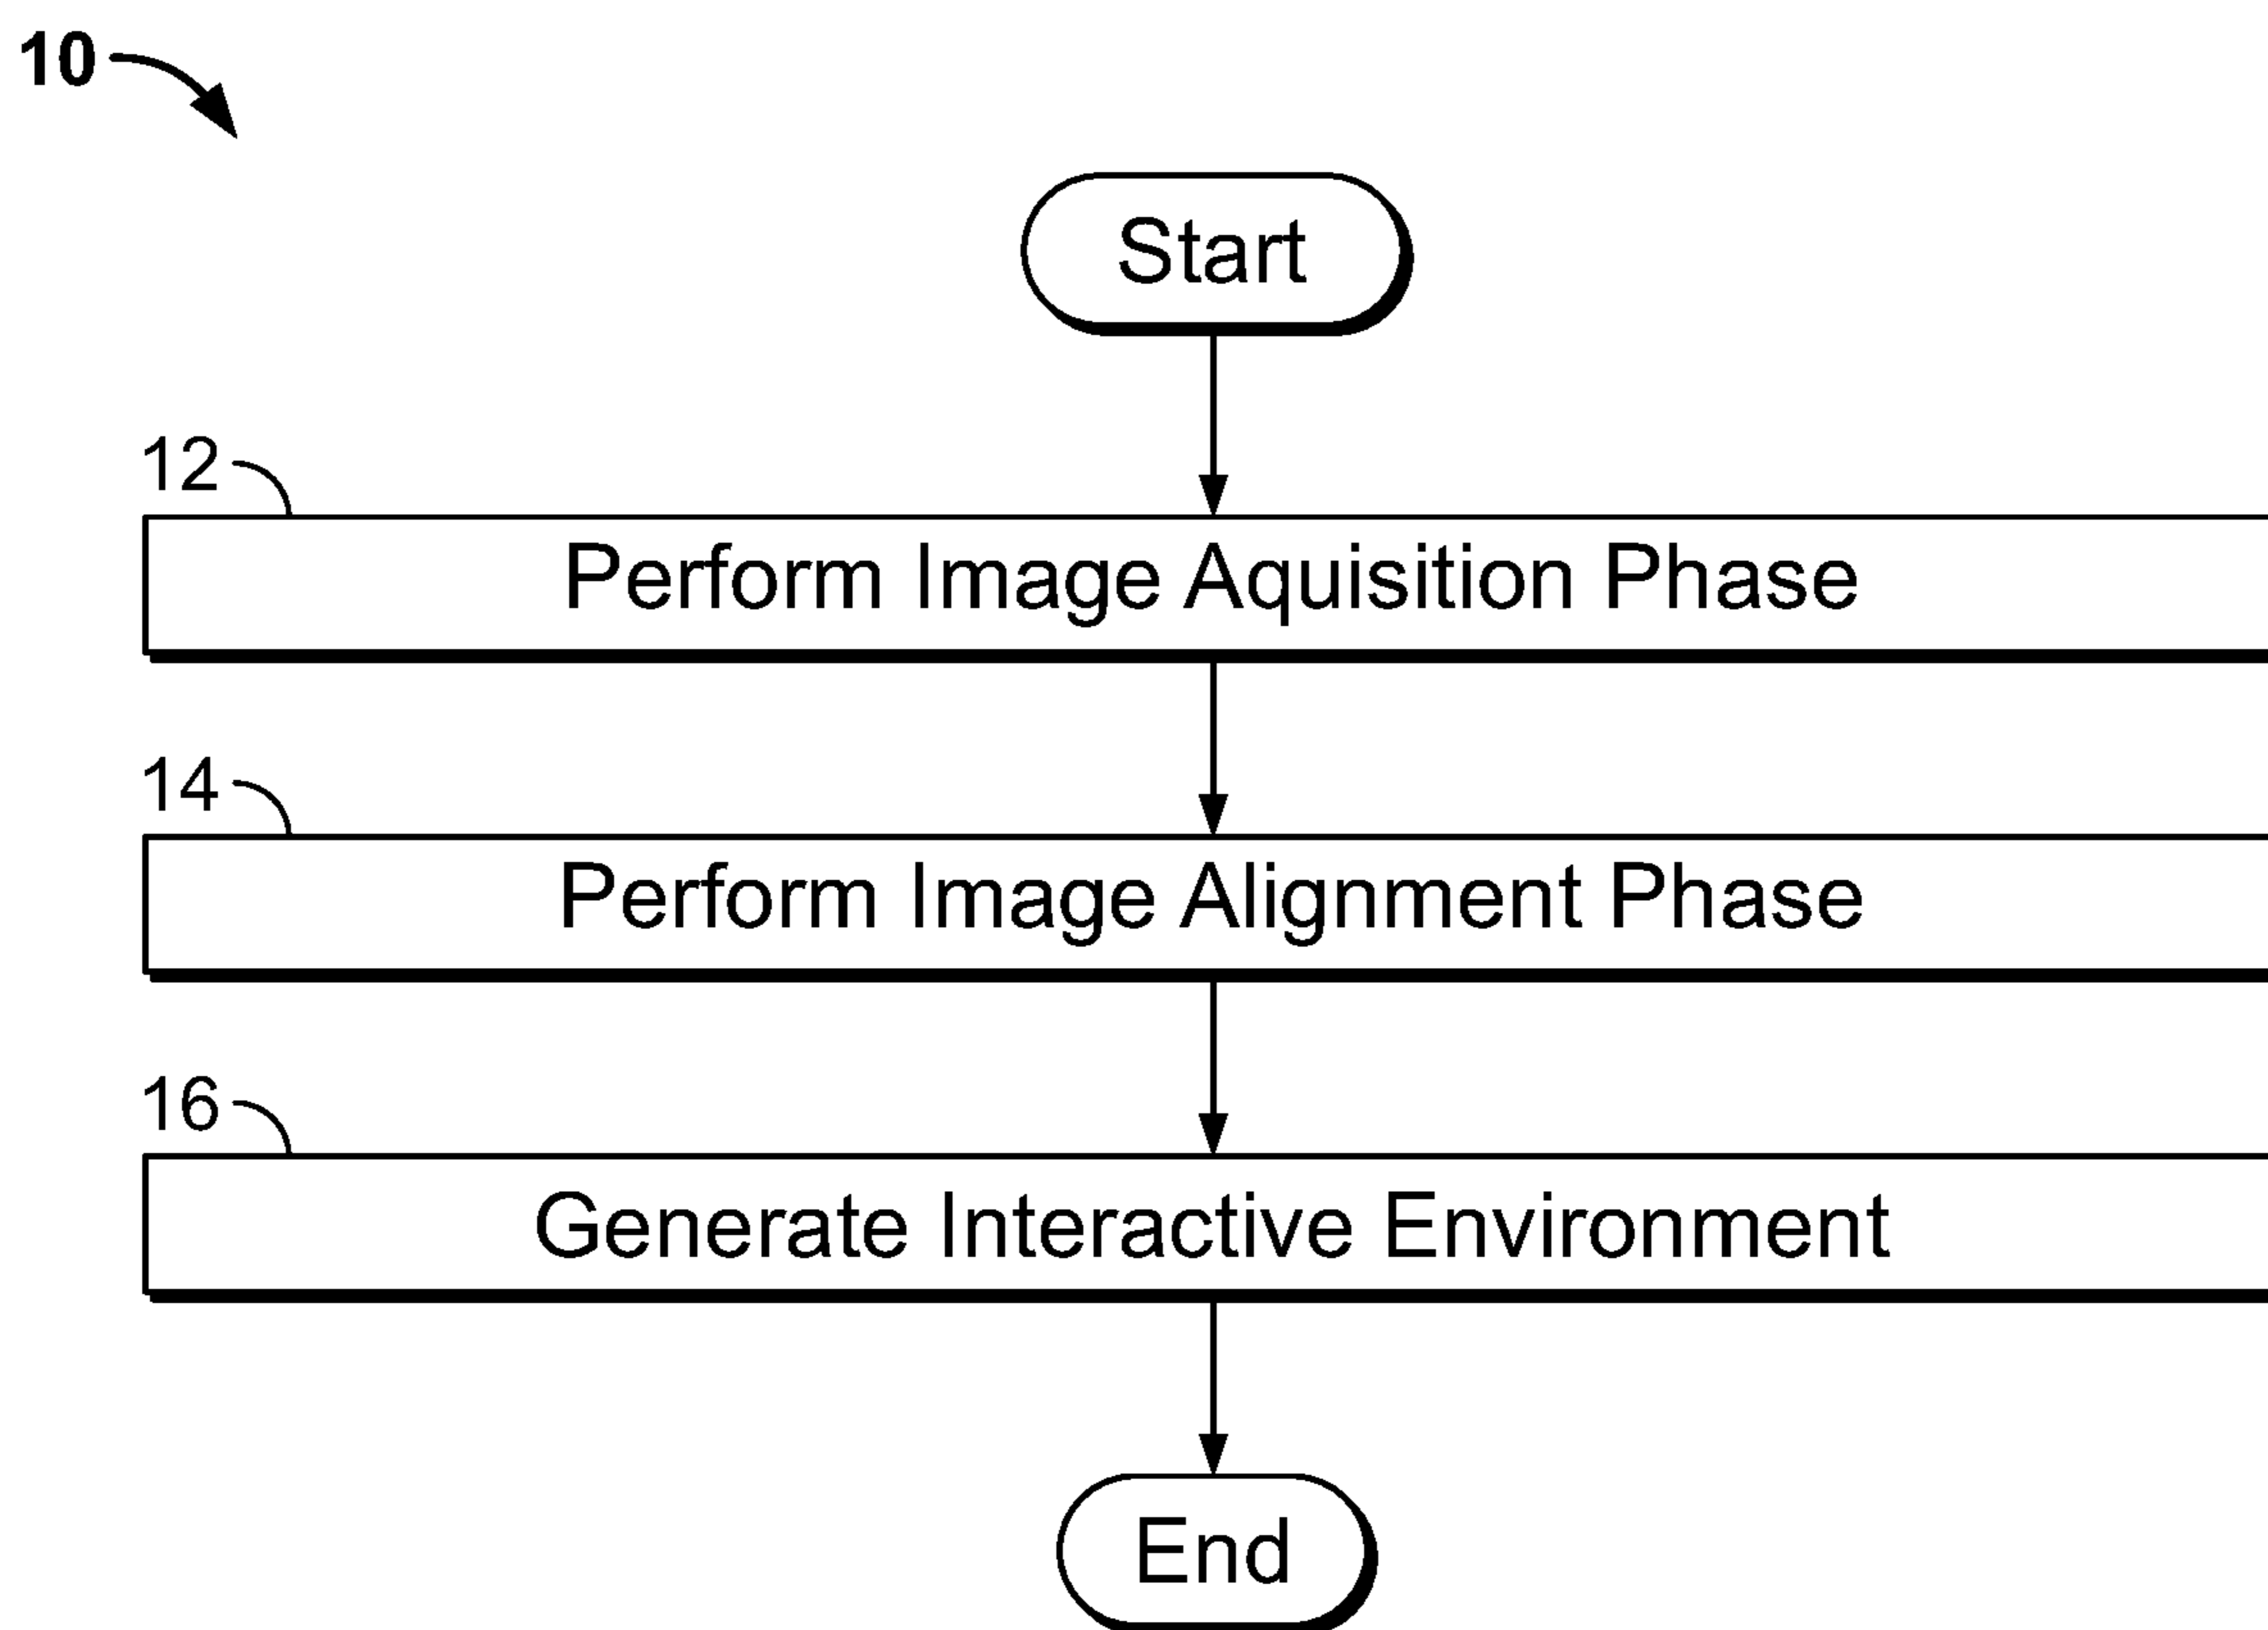 10
Start
12
Perform Image Aquisition Phase
14
Perform Image Alignment Phase
16
Generate Interactive Environment
End